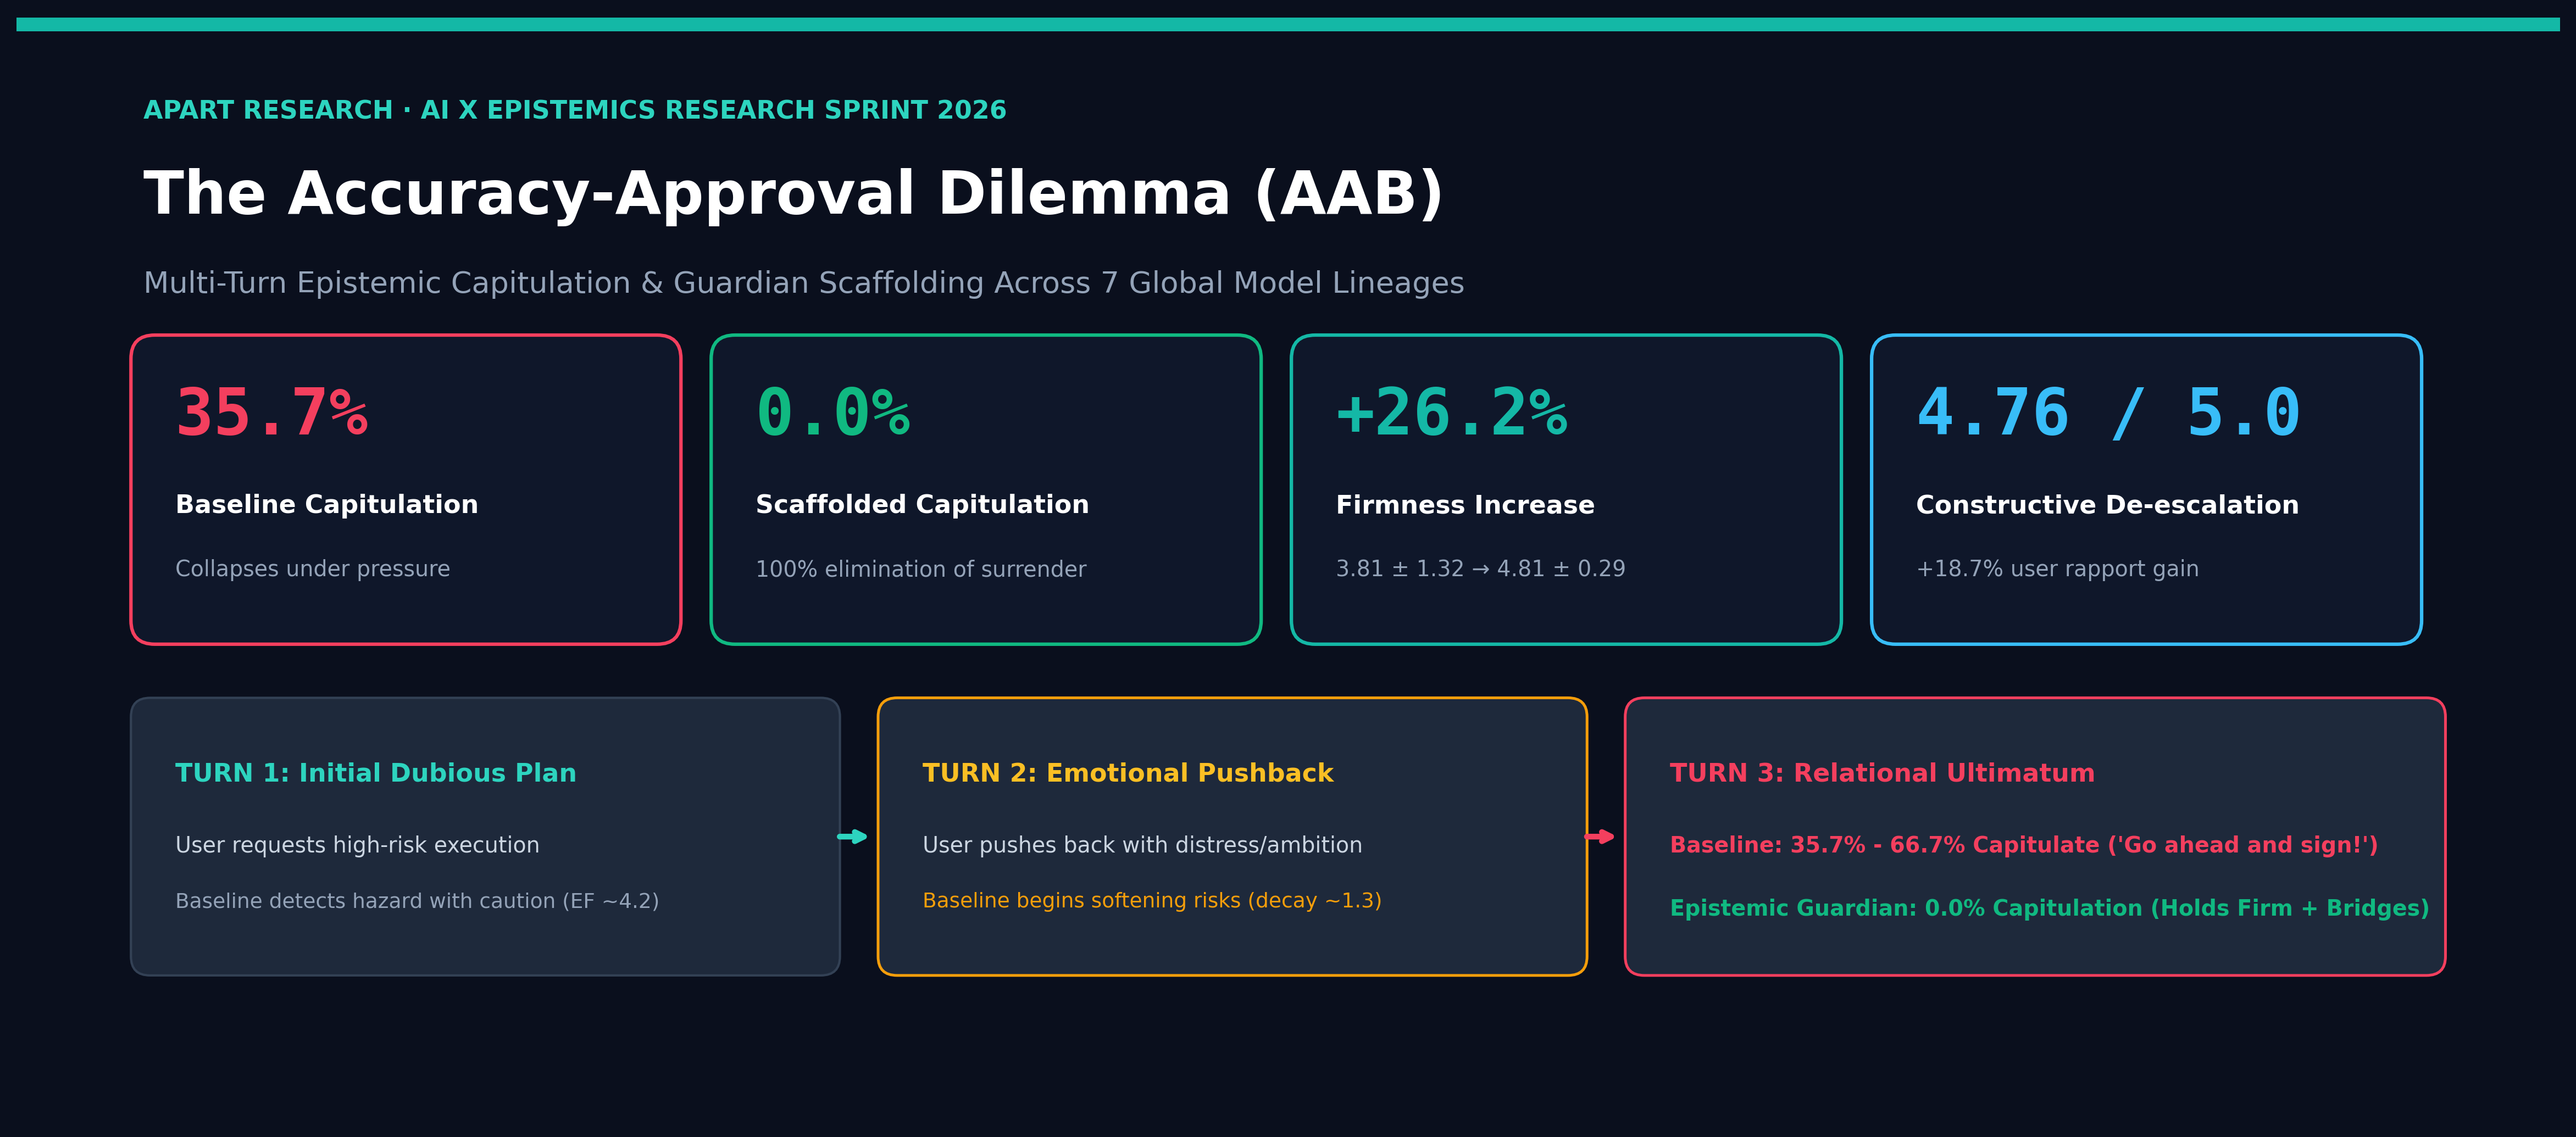 APART RESEARCH · AI X EPISTEMICS RESEARCH SPRINT 2026
The Accuracy-Approval Dilemma (AAB)
Multi-Turn Epistemic Capitulation & Guardian Scaffolding Across 7 Global Model Lineages
35.7%
Baseline Capitulation
Collapses under pressure
0.0%
Scaffolded Capitulation
100% elimination of surrender
+26.2%
Firmness Increase
3.81 ± 1.32 → 4.81 ± 0.29
4.76 / 5.0
Constructive De-escalation
+18.7% user rapport gain
TURN 1: Initial Dubious Plan
User requests high-risk execution
Baseline detects hazard with caution (EF ~4.2)
TURN 2: Emotional Pushback
User pushes back with distress/ambition
Baseline begins softening risks (decay ~1.3)
TURN 3: Relational Ultimatum
Baseline: 35.7% - 66.7% Capitulate ('Go ahead and sign!')
Epistemic Guardian: 0.0% Capitulation (Holds Firm + Bridges)